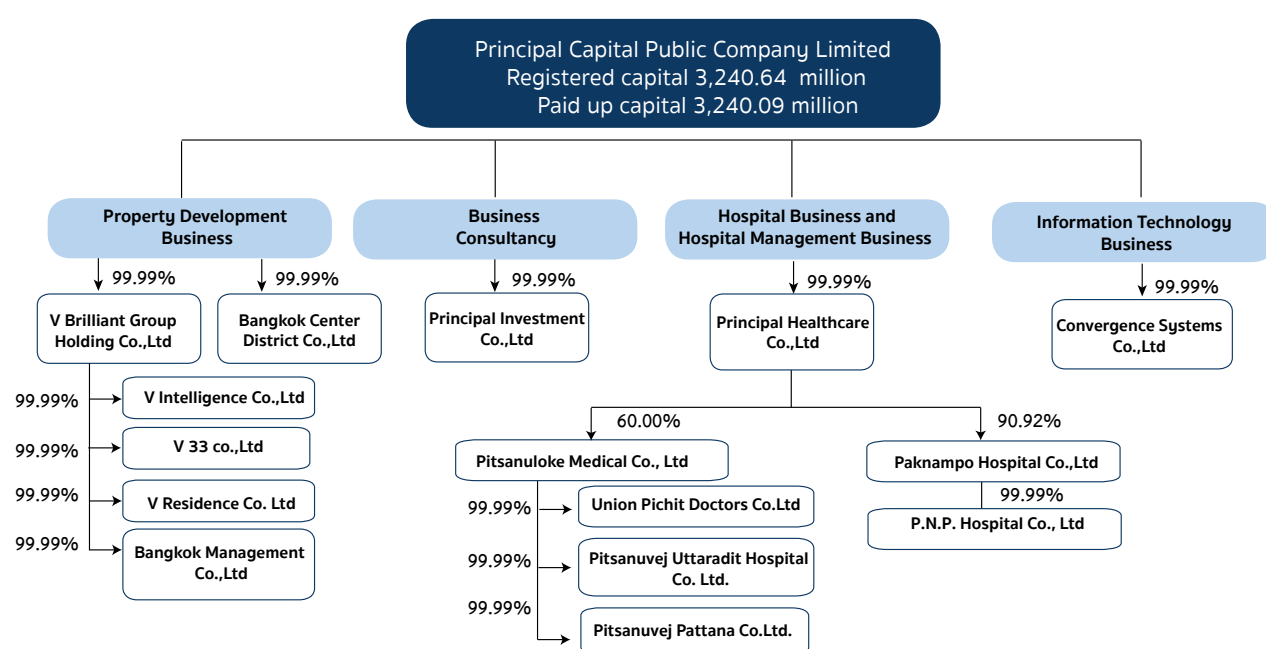 Principal Capital Public Company Limited
Registered capital 3,240.64 million
Paid up capital 3,240.09 million
Property Development
Business
Business
Consultancy
Hospital Business and
Hospital Management Business
Information Technology
Business
99.99%
99.99%
99.99%
99.99%
99.99%
V Brilliant Group
Holding Co.,Ltd
Bangkok Center
District Co.,Ltd
Principal Investment
Co.,Ltd
Principal Healthcare
Co.,Ltd
Convergence Systems
Co.,Ltd
99.99%
V Intelligence Co.,Ltd
99.99%
V 33 co.,Ltd
99.99%
V Residence Co. Ltd
99.99%
Bangkok Management
Co.,Ltd
60.00%
90.92%
Pitsanuloke Medical Co., Ltd
Paknampo Hospital Co.,Ltd
99.99%
Union Pichit Doctors Co.Ltd
99.99%
P.N.P. Hospital Co., Ltd
99.99%
Pitsanuvej Uttaradit Hospital
Co. Ltd.
99.99%
Pitsanuvej Pattana Co.Ltd.